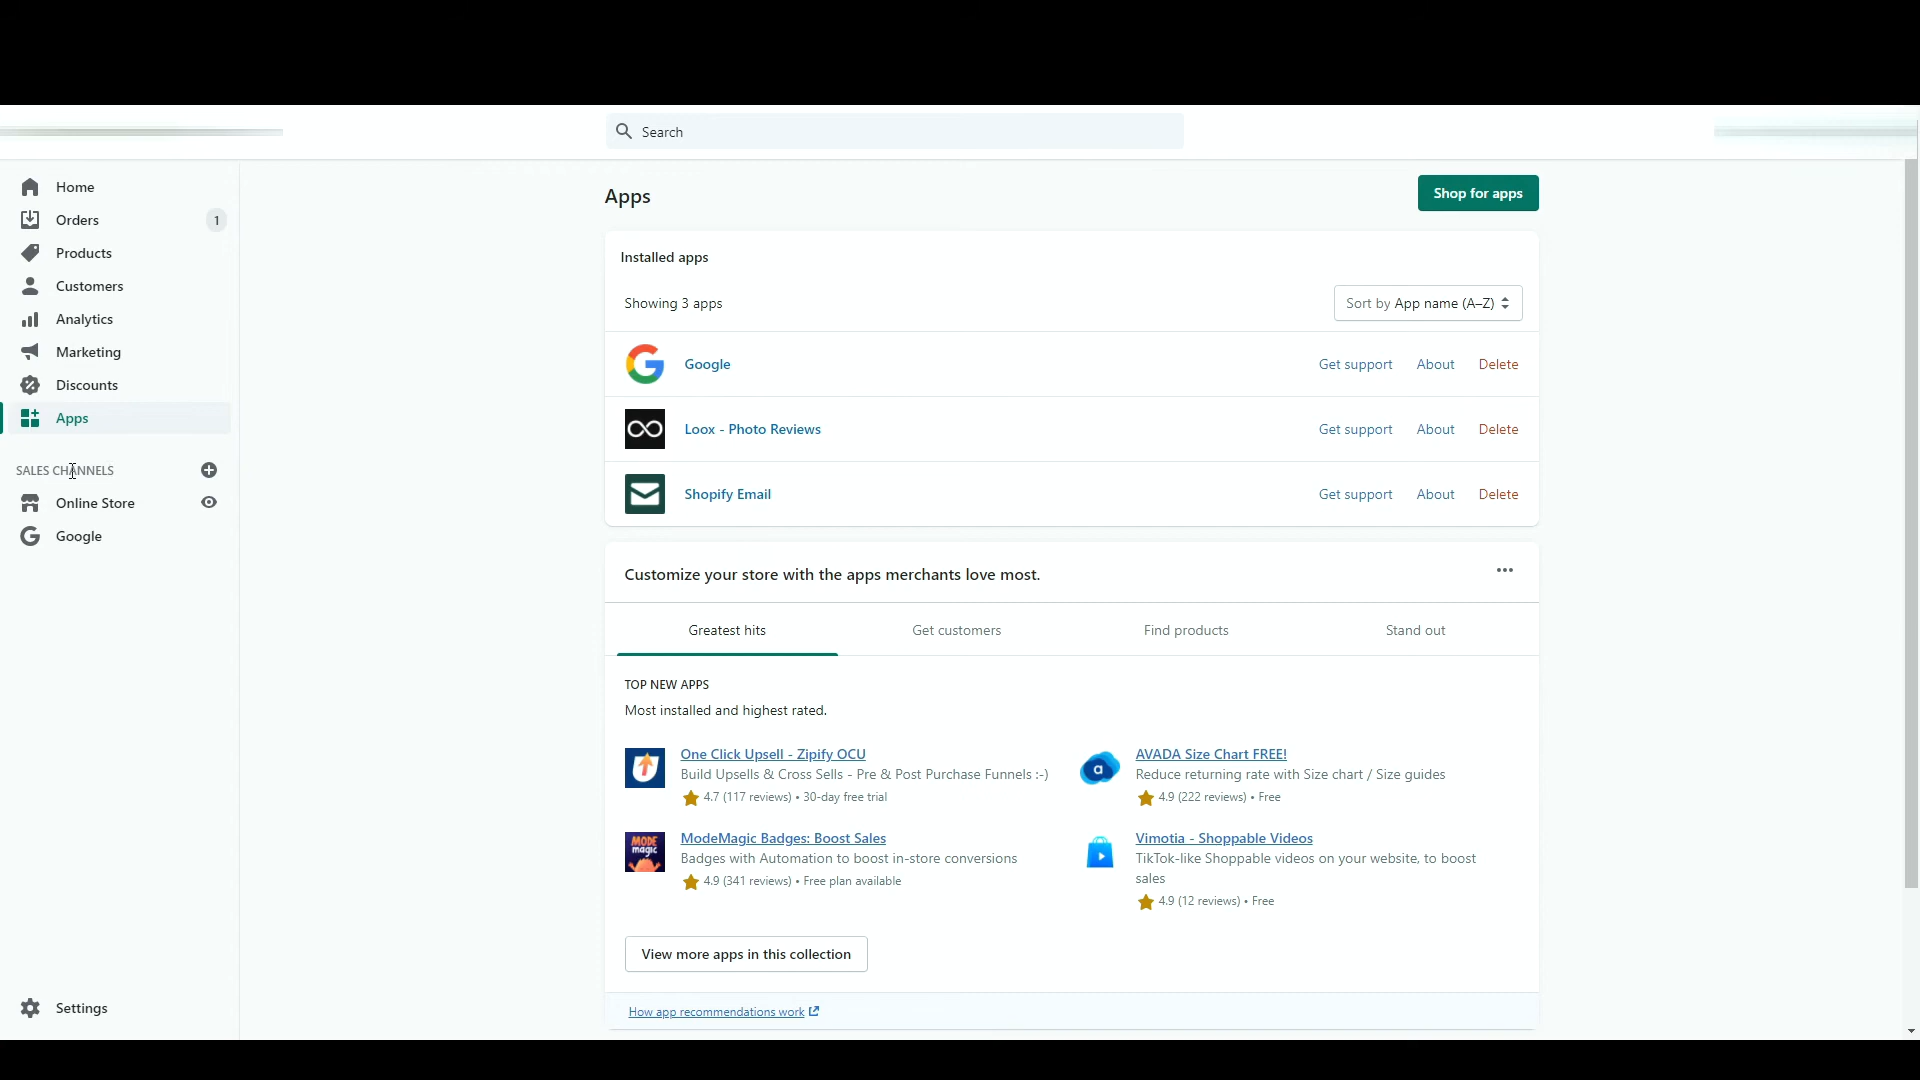 Search
Home
Orders 1
Products
Customers
Analytics
Marketing
Discounts
Apps
SALES CHANNELS
Online Store
Google
Settings
Apps
Shop for apps
Installed apps
Showing 3 apps
Sort by App name (A–Z)
Google Get support About Delete
Loox - Photo Reviews Get support About Delete
Shopify Email Get support About Delete
Customize your store with the apps merchants love most.
Greatest hits Get customers Find products Stand out
TOP NEW APPS
Most installed and highest rated.
One Click Upsell - Zipify OCU
Build Upsells & Cross Sells - Pre & Post Purchase Funnels :-)
4.7 (117 reviews) • 30-day free trial
a
AVADA Size Chart FREE!
Reduce returning rate with Size chart / Size guides
4.9 (222 reviews) • Free
MODE
magic
ModeMagic Badges: Boost Sales
Badges with Automation to boost in-store conversions
4.9 (341 reviews) • Free plan available
Vimotia - Shoppable Videos
TikTok-like Shoppable videos on your website, to boost
sales
4.9 (12 reviews) • Free
View more apps in this collection
How app recommendations work